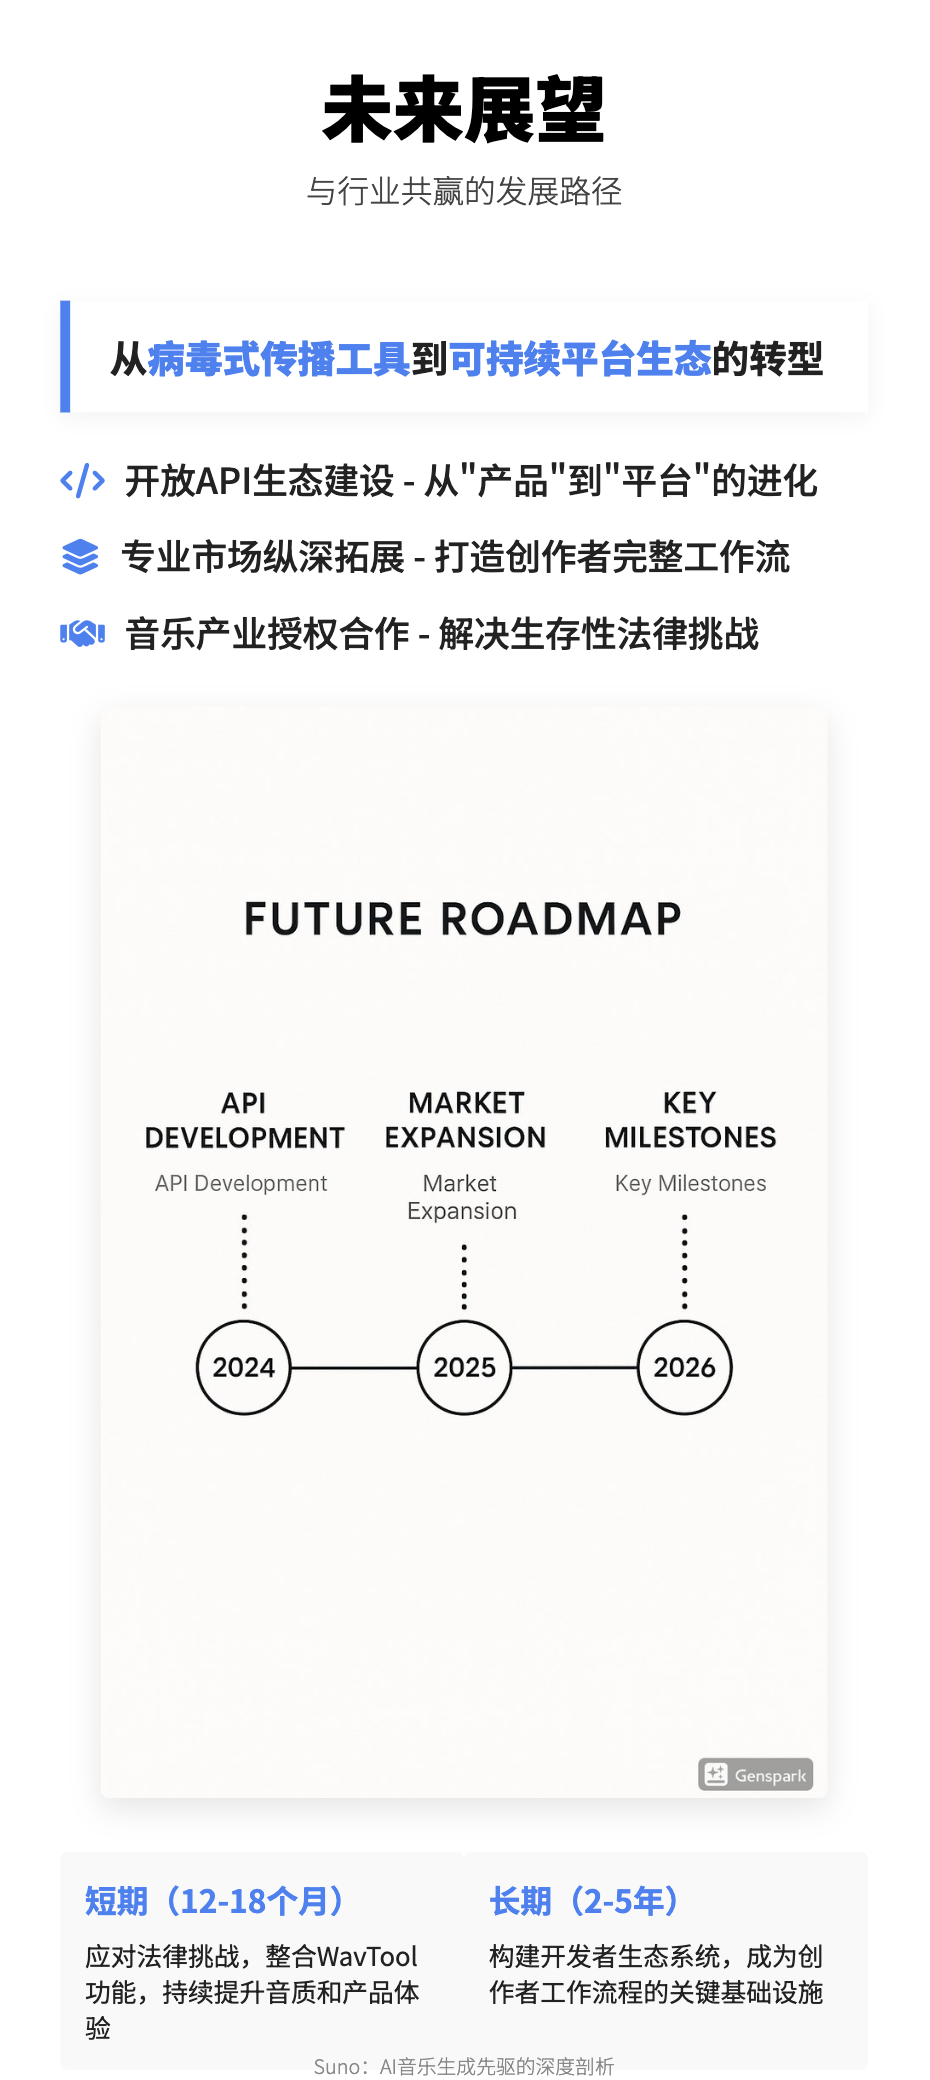 未来展望
与行业共赢的发展路径
从病毒式传播工具到可持续平台生态的转型
开放API生态建设 - 从"产品"到"平台"的进化
专业市场纵深拓展 - 打造创作者完整工作流
音乐产业授权合作 - 解决生存性法律挑战
FUTURE ROADMAP
API
DEVELOPMENT
API Development
MARKET
EXPANSION
Market
Expansion
KEY
MILESTONES
Key Milestones
2024
2025
2026
Genspark
短期（12-18个月）
应对法律挑战，整合WavTool
功能，持续提升音质和产品体
验
长期（2-5年）
构建开发者生态系统，成为创
作者工作流程的关键基础设施
Suno：AI音乐生成先驱的深度剖析